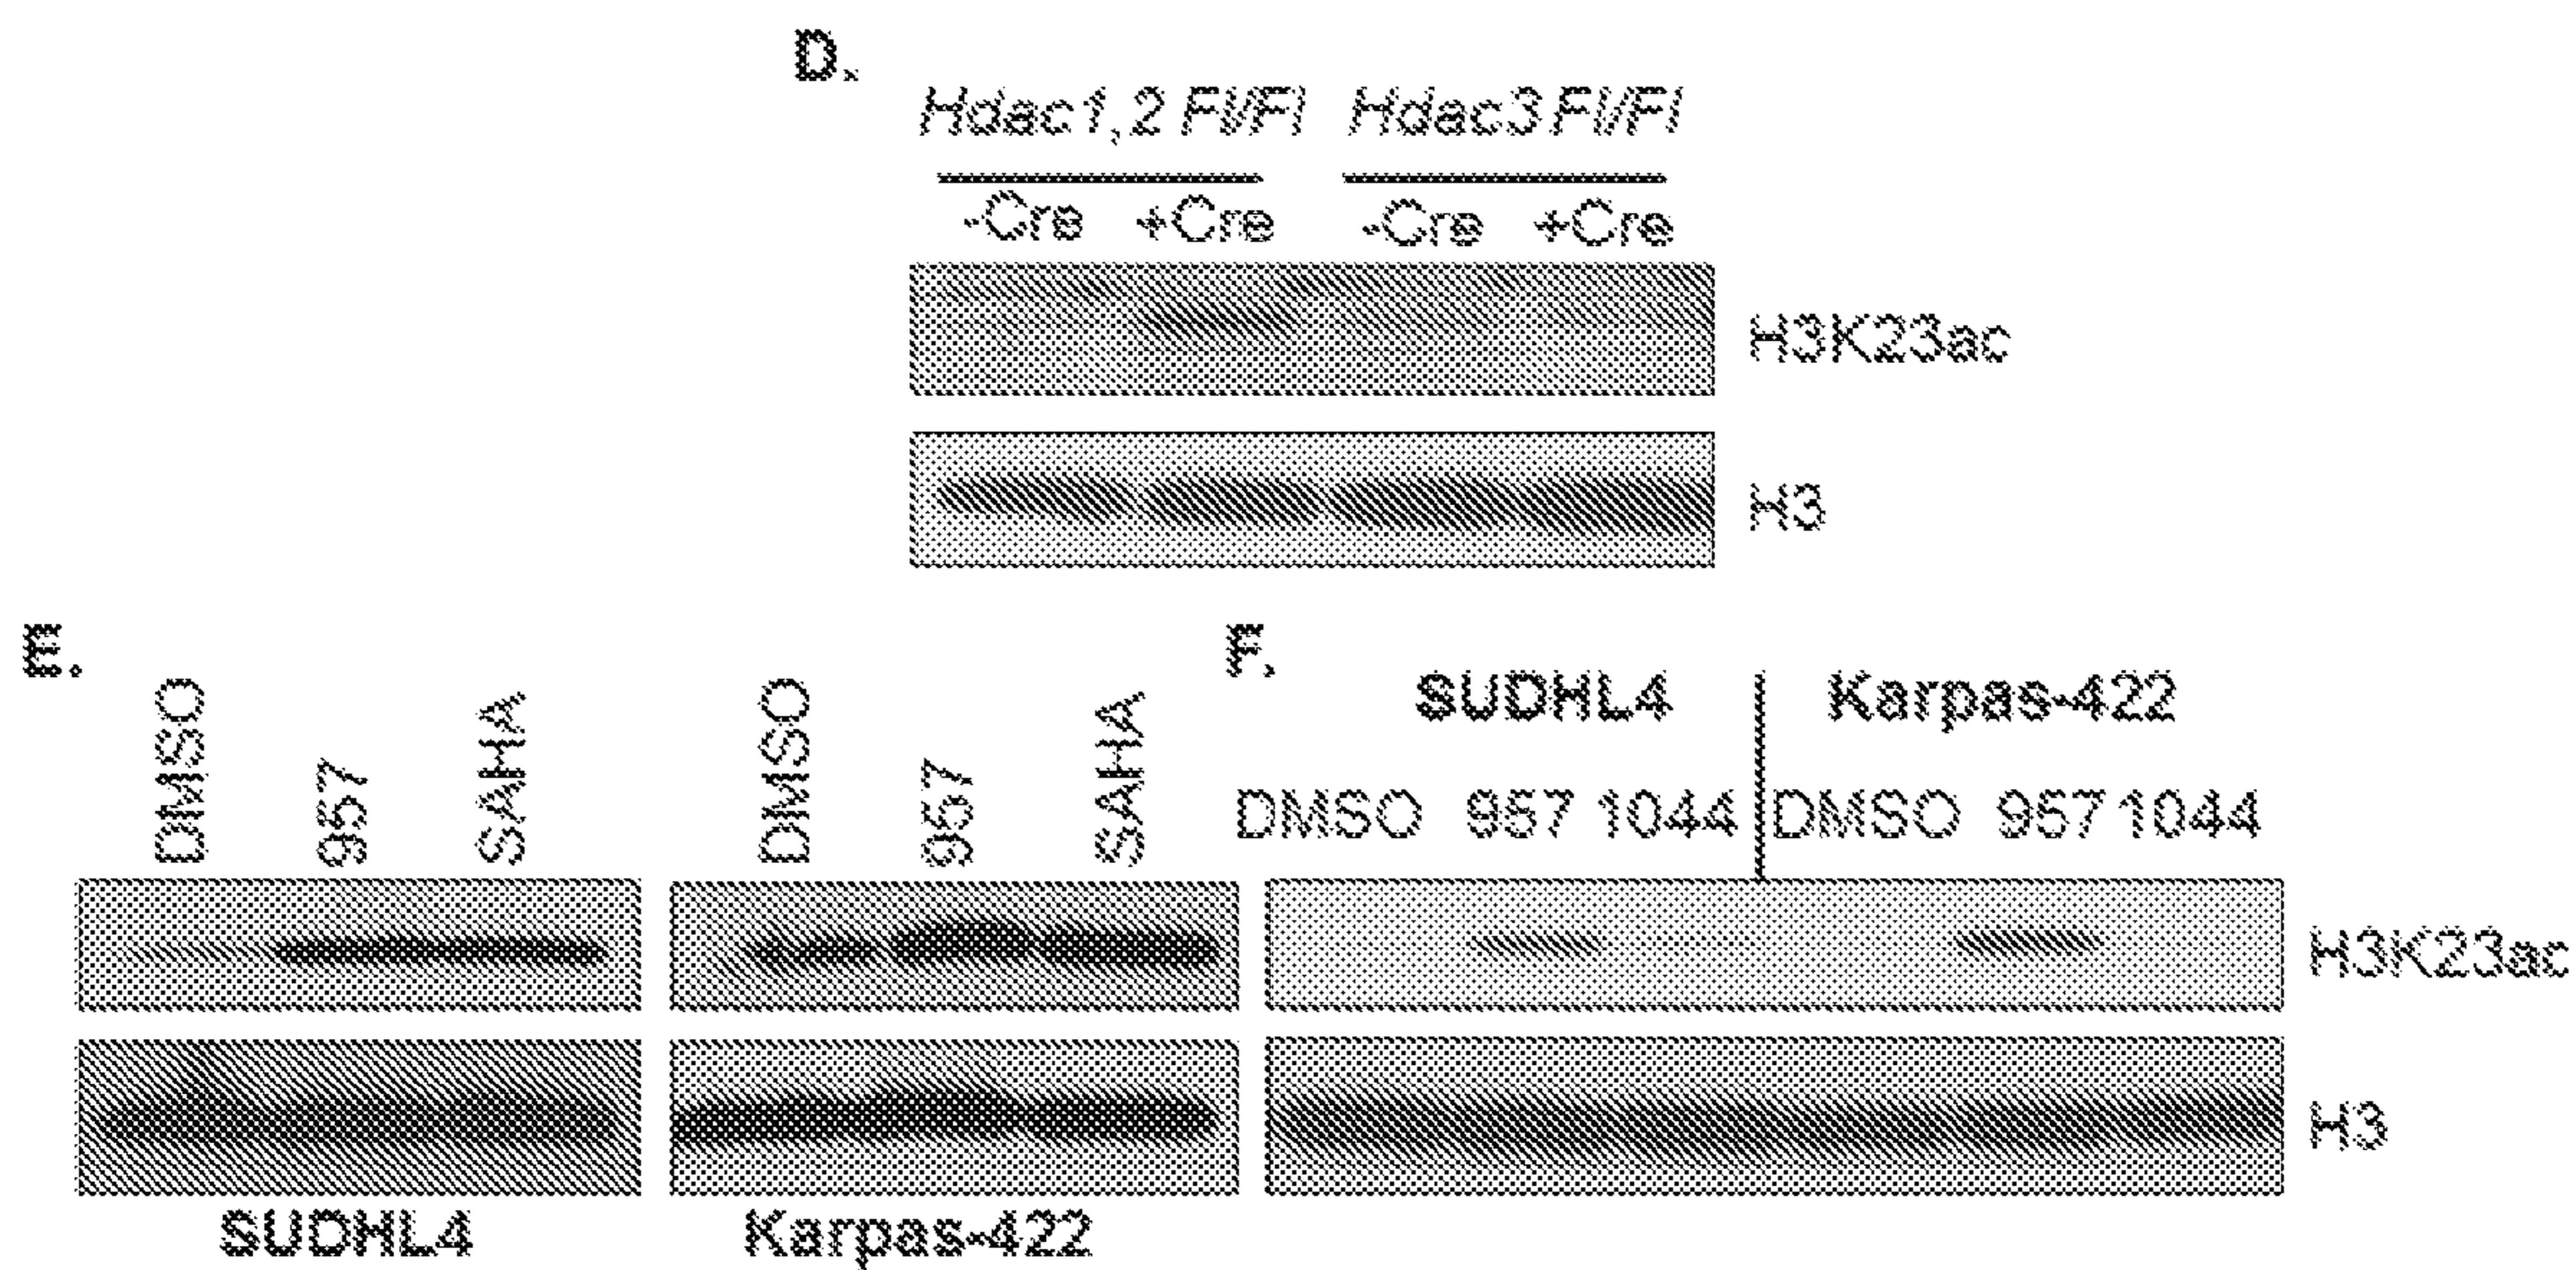 D.
Hdac1,2 Fl/Fl Hdac3 Fl/Fl
-Cre +Cre -Cre +Cre
H3K23ac
H3
E.
DMSO 957 SAHA
DMSO 957 SAHA
SUDHL4
Karpas-422
F.
SUDHL4 Karpas-422
DMSO 957 1044 DMSO 957 1044
H3K23ac
H3